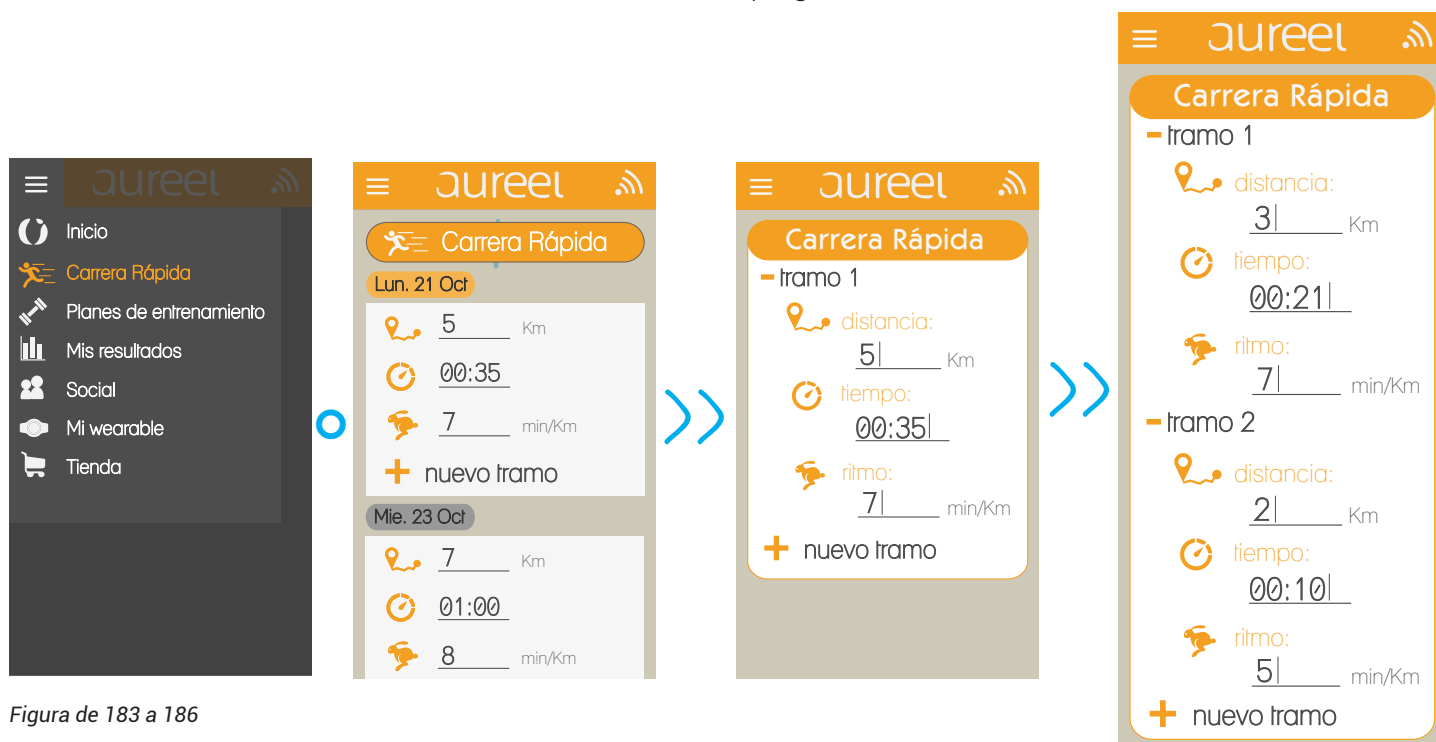 aureel
Inicio
Carrera Rápida
Planes de entrenamiento
Mis resultados
Social
Mi wearable
Tienda
aureel
Carrera Rápida
Lun. 21 Oct
5 Km
00:35
7 min/Km
+ nuevo tramo
Mie. 23 Oct
7 Km
01:00
8 min/Km
aureel
Carrera Rápida
- tramo 1
distancia:
5 Km
tiempo:
00:35
ritmo:
7 min/Km
+ nuevo tramo
aureel
Carrera Rápida
- tramo 1
distancia:
3 Km
tiempo:
00:21
ritmo:
7 min/Km
- tramo 2
distancia:
2 Km
tiempo:
00:10
ritmo:
5 min/Km
+ nuevo tramo
Figura de 183 a 186